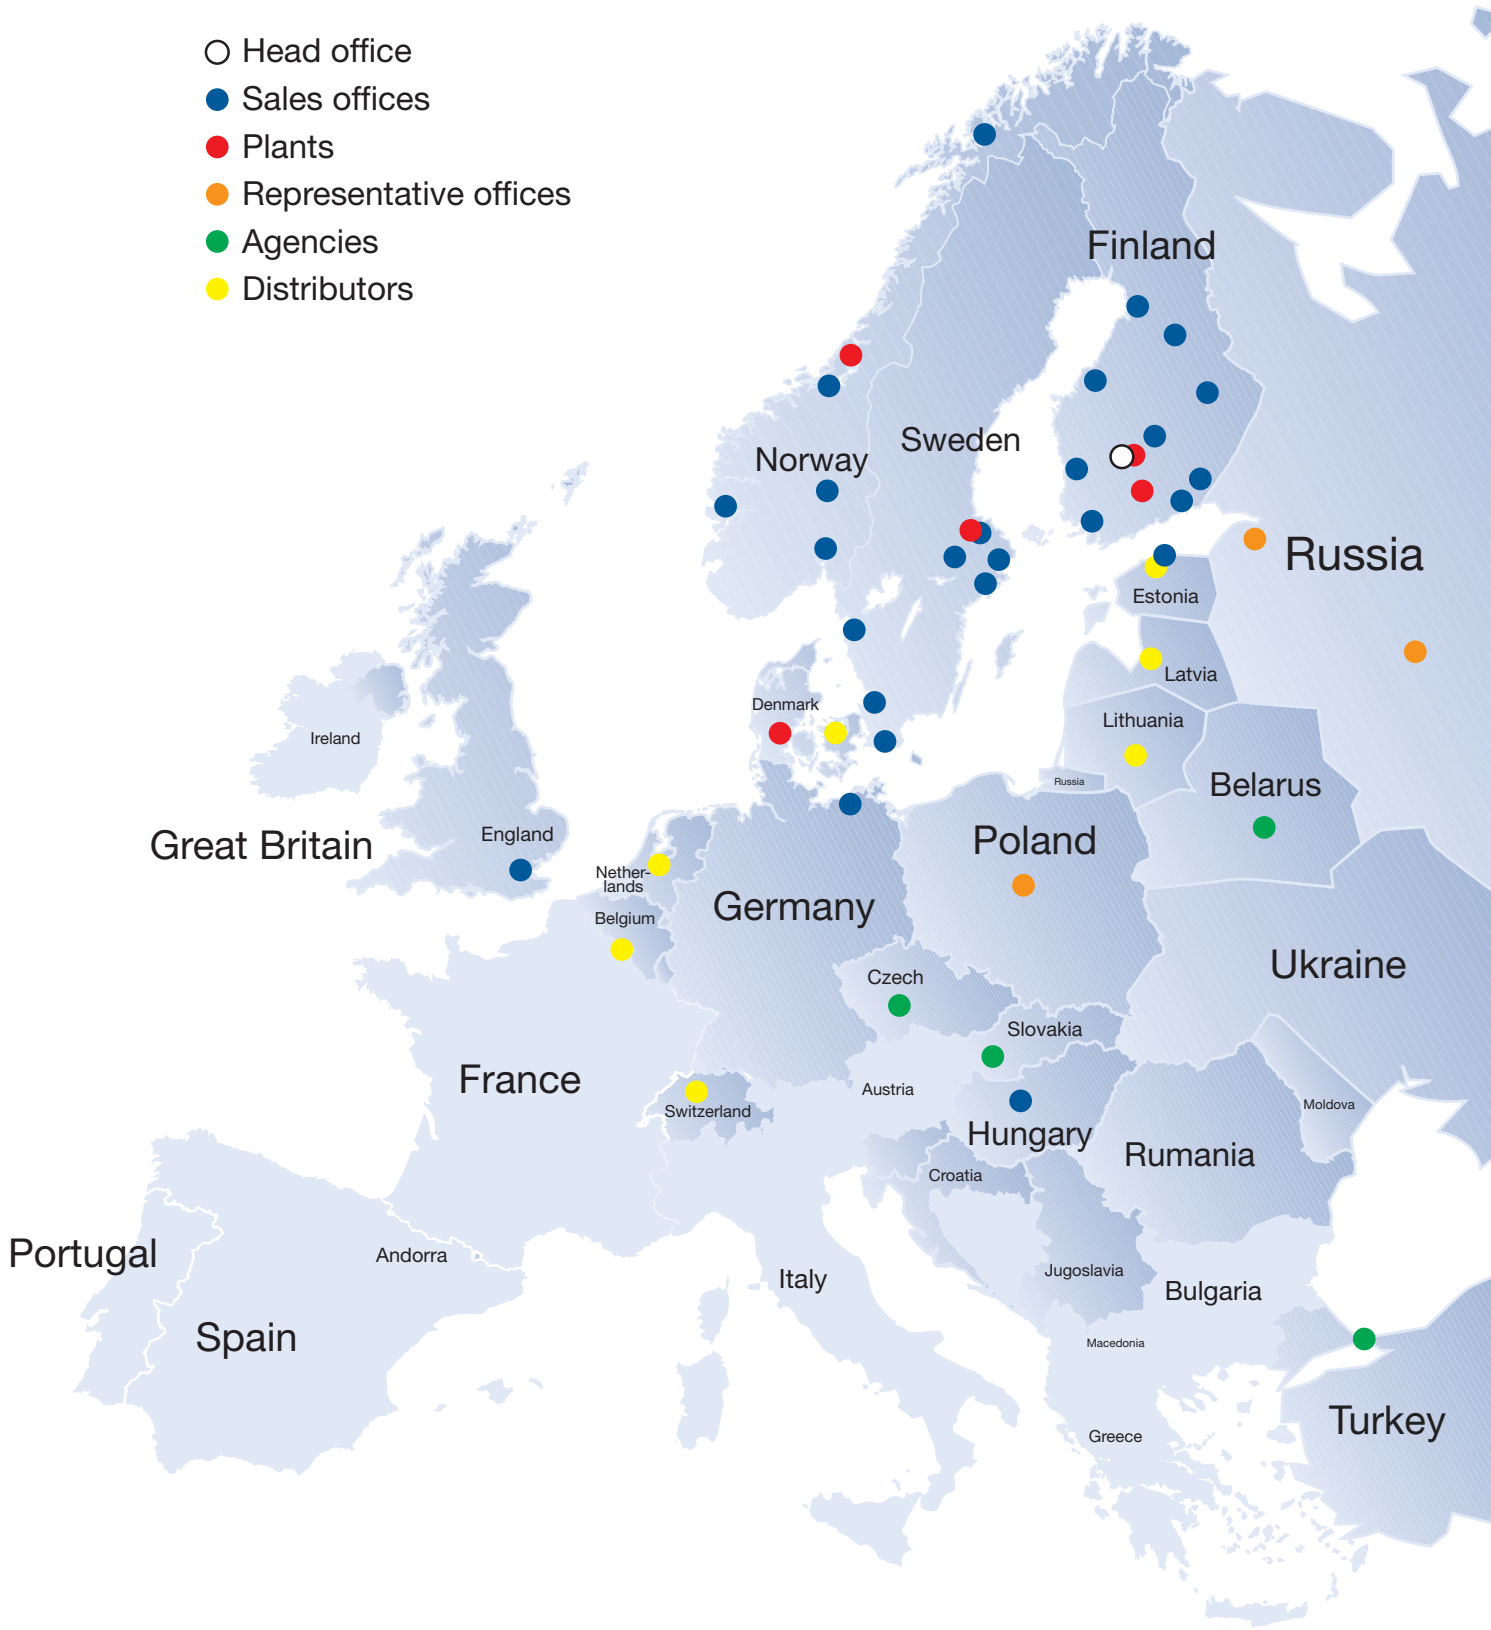 Head office
Sales offices
Plants
Representative offices
Agencies
Distributors
Finland
Sweden
Norway
Russia
Estonia
Latvia
Denmark
Lithuania
Ireland
Russia
Belarus
England
Great Britain
Poland
Nether-
lands
Germany
Belgium
Ukraine
Czech
Slovakia
France
Austria
Switzerland
Moldova
Hungary
Rumania
Croatia
Portugal
Andorra
Italy
Jugoslavia
Bulgaria
Spain
Macedonia
Turkey
Greece